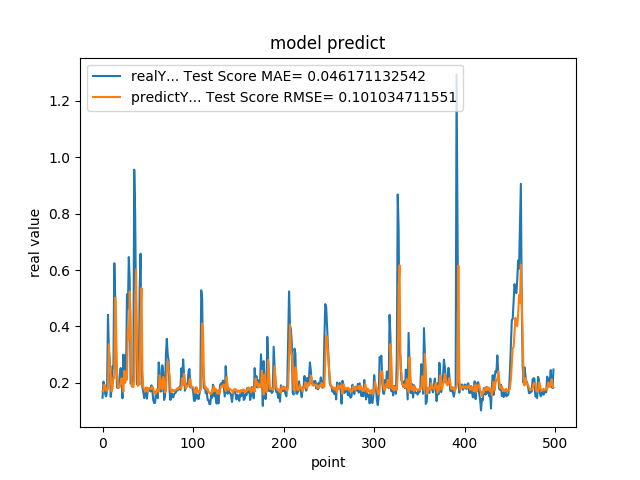 model predict
realY... Test Score MAE= 0.046171132542
predictY... Test Score RMSE= 0.101034711551
1.2
1.0
0.8
0.6
0.4
0.2
real value
0 100 200 300 400 500
point